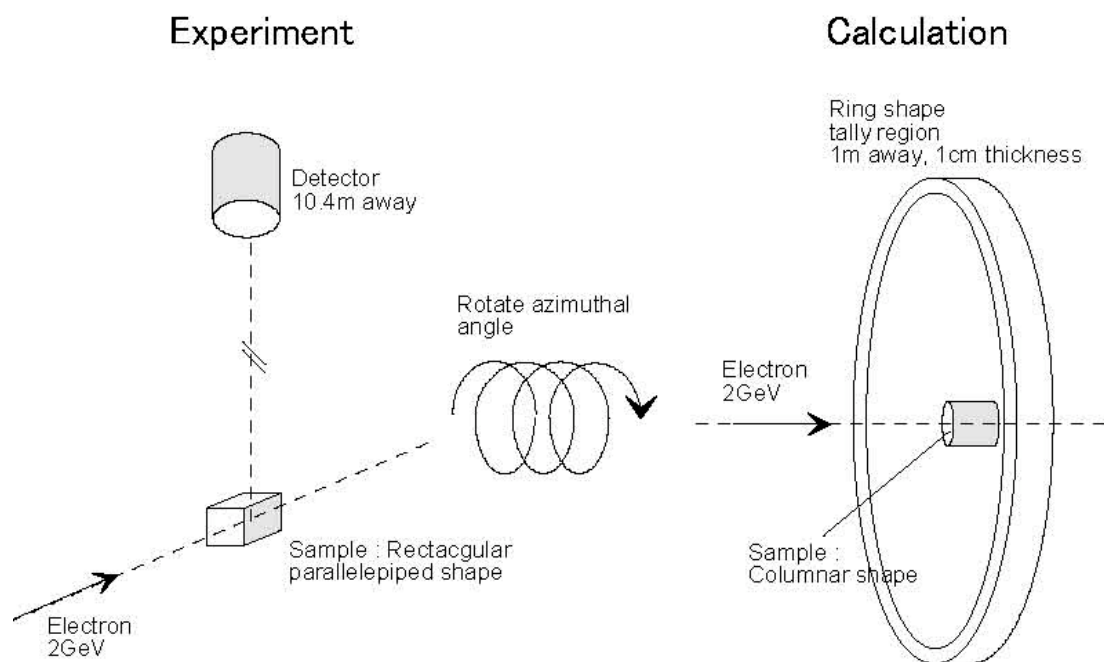 Experiment
Detector
10.4m away
Sample : Rectacgular
parallelepiped shape
Electron
2GeV
Rotate azimuthal
angle
Calculation
Ring shape
tally region
1m away, 1cm thickness
Electron
2GeV
Sample :
Columnar shape